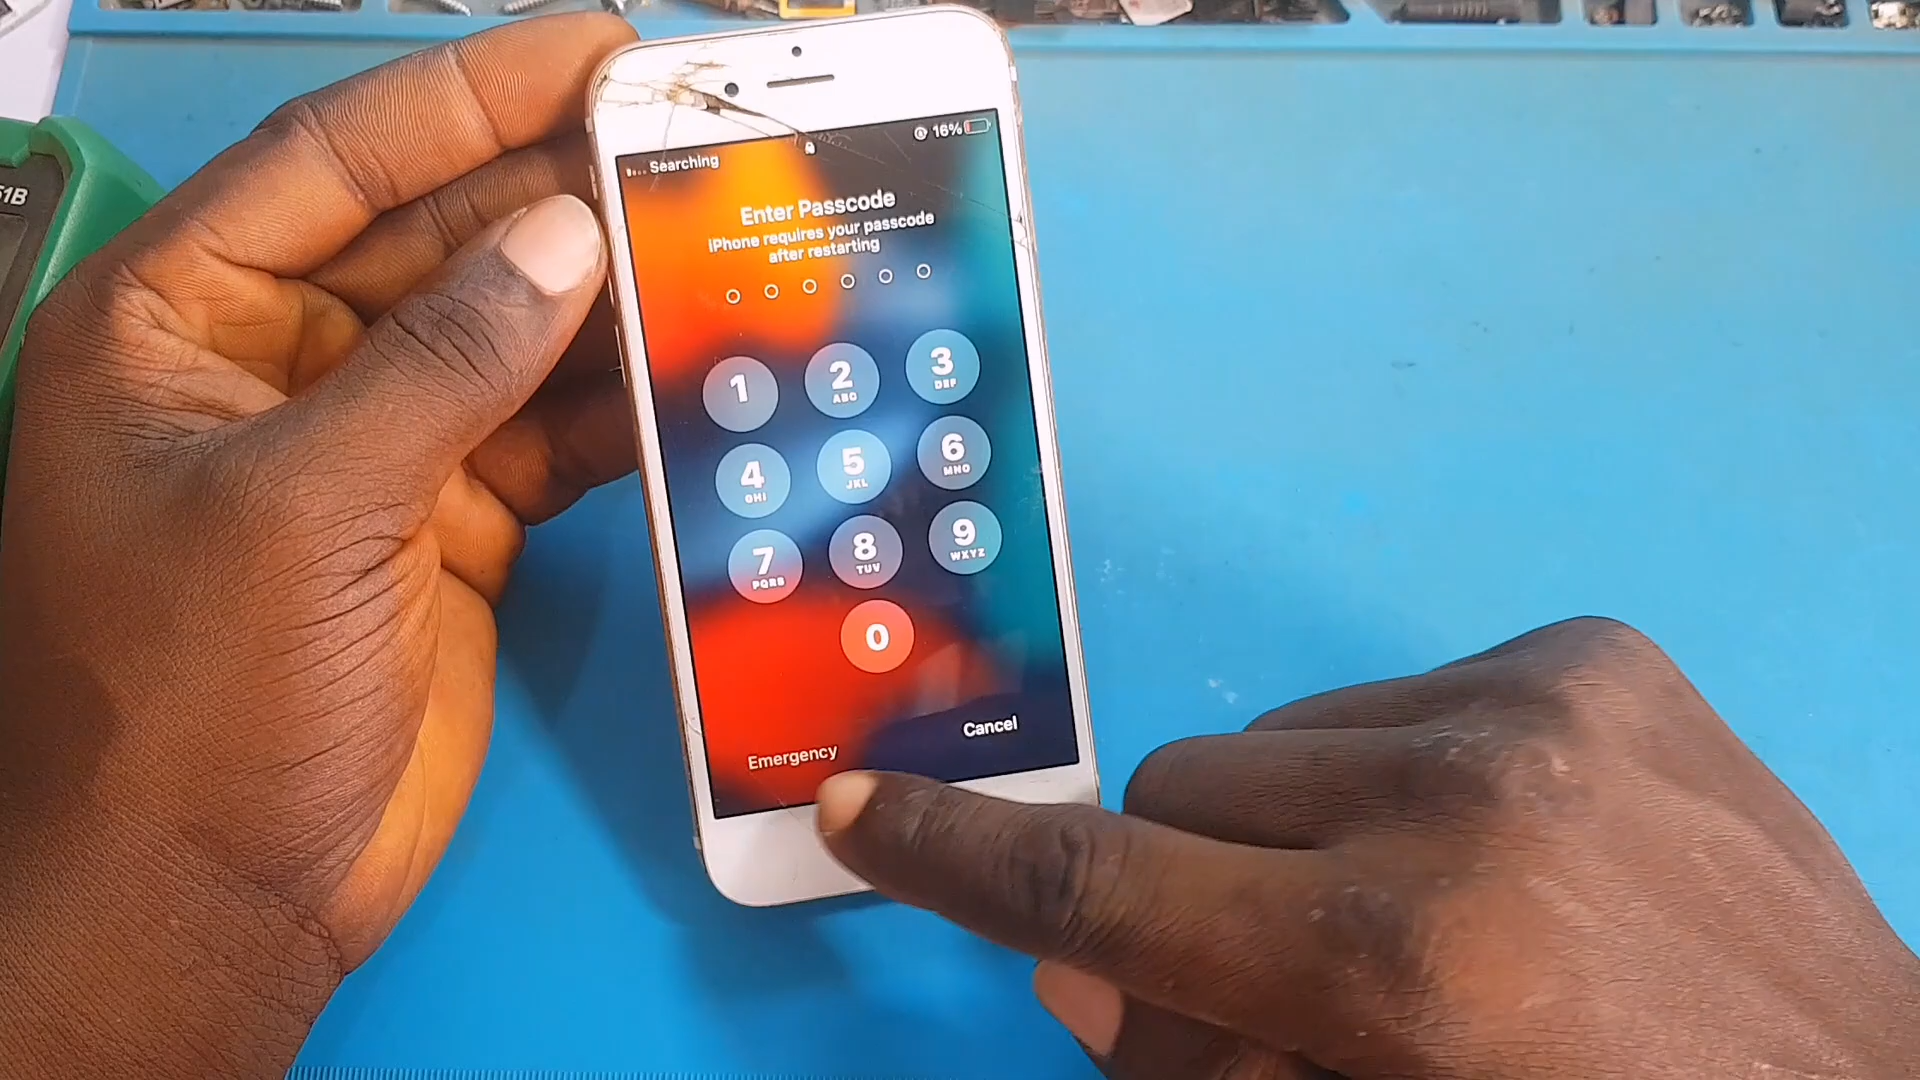 51B
Searching
16%
Enter Passcode
iPhone requires your passcode
after restarting
1
2
ABC
3
DEF
4
GHI
5
JKL
6
MNO
7
PQRS
8
TUV
9
WXYZ
0
Emergency
Cancel